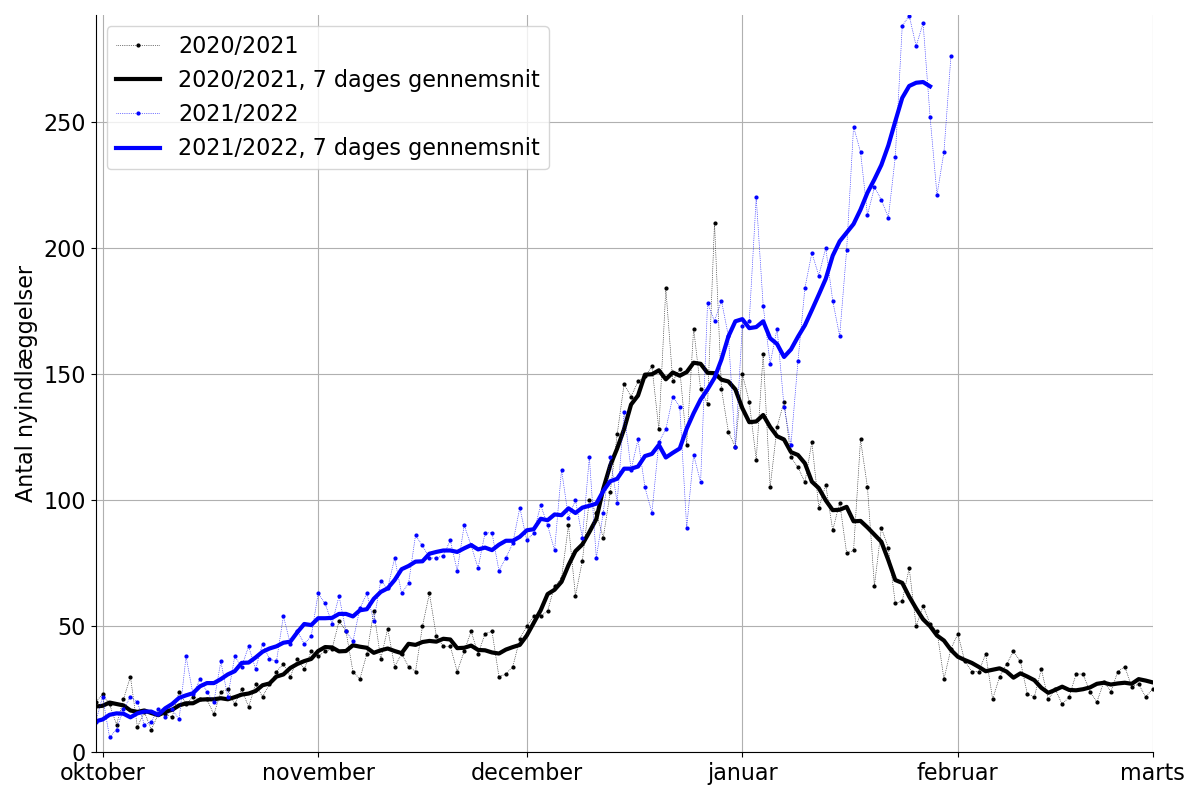 2020/2021
2020/2021, 7 dages gennemsnit
2021/2022
2021/2022, 7 dages gennemsnit
Antal nyindlæggelser
250
200
150
100
50
0
oktober november december januar februar marts